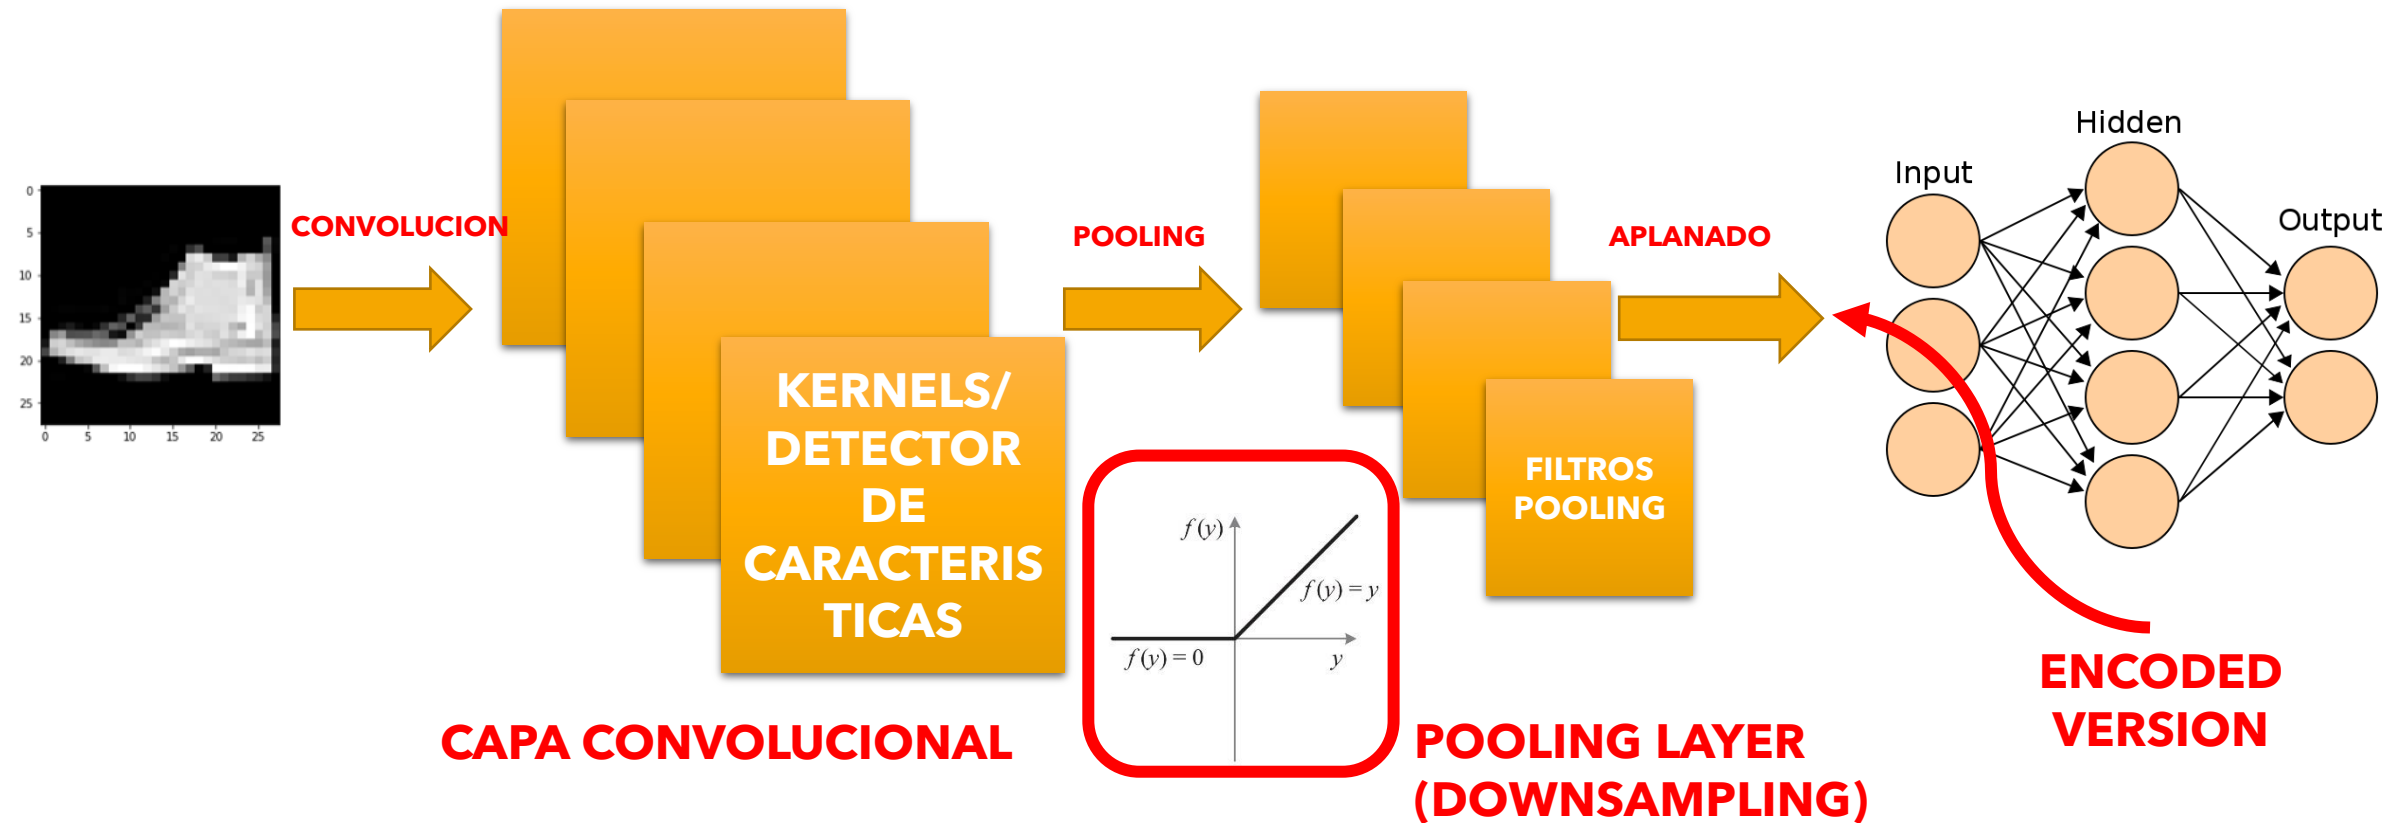 0
5
10
15
20
25
0 5 10 15 20 25
CONVOLUCION
KERNELS/
DETECTOR
DE
CARACTERIS
TICAS
CAPA CONVOLUCIONAL
POOLING
f(y)
f(y) = y
f(y) = 0
y
FILTROS
POOLING
POOLING LAYER
(DOWNSAMPLING)
APLANADO
Input
Hidden
Output
ENCODED
VERSION